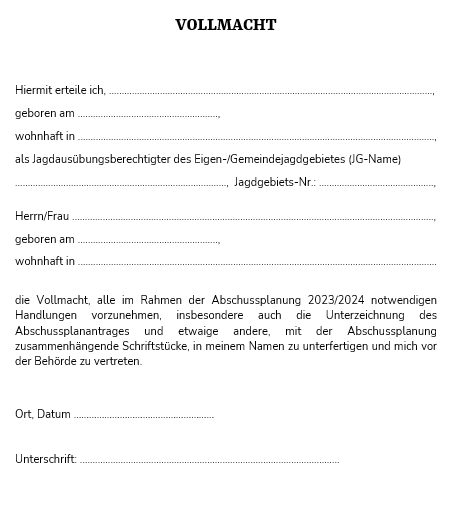 VOLLMACHT
Hiermit erteile ich, ........................................................................................................................,
geboren am ....................................................,
wohnhaft in ....................................................................................................................................,
als Jagdausübungsberechtigter des Eigen-/Gemeindejagdgebietes (JG-Name)
..............................................................................., Jagdgebiets-Nr.: ...........................................,
Herrn/Frau .....................................................................................................................................,
geboren am ....................................................,
wohnhaft in ....................................................................................................................................
die Vollmacht, alle im Rahmen der Abschussplanung 2023/2024 notwendigen
Handlungen vorzunehmen, insbesondere auch die Unterzeichnung des
Abschussplanantrages und etwaige andere, mit der Abschussplanung
zusammenhängende Schriftstücke, in meinem Namen zu unterfertigen und mich vor
der Behörde zu vertreten.
Ort, Datum ....................................................
Unterschrift: ................................................................................................